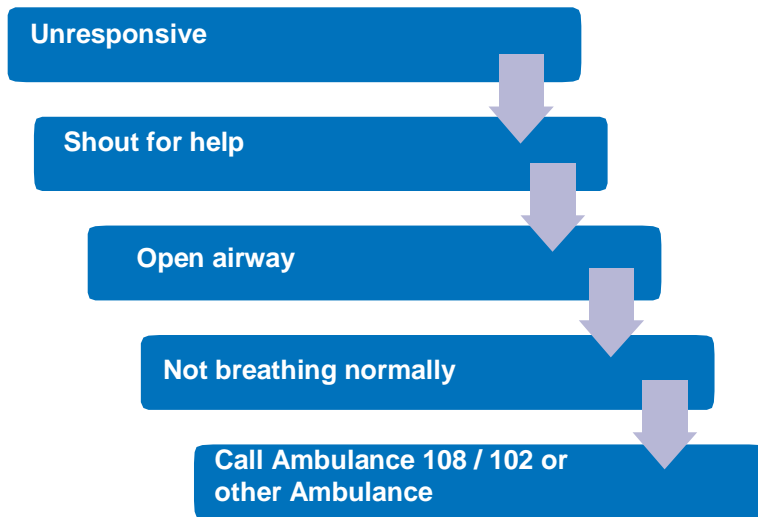 Unresponsive
Shout for help
Open airway
Not breathing normally
Call Ambulance 108 / 102 or
other Ambulance